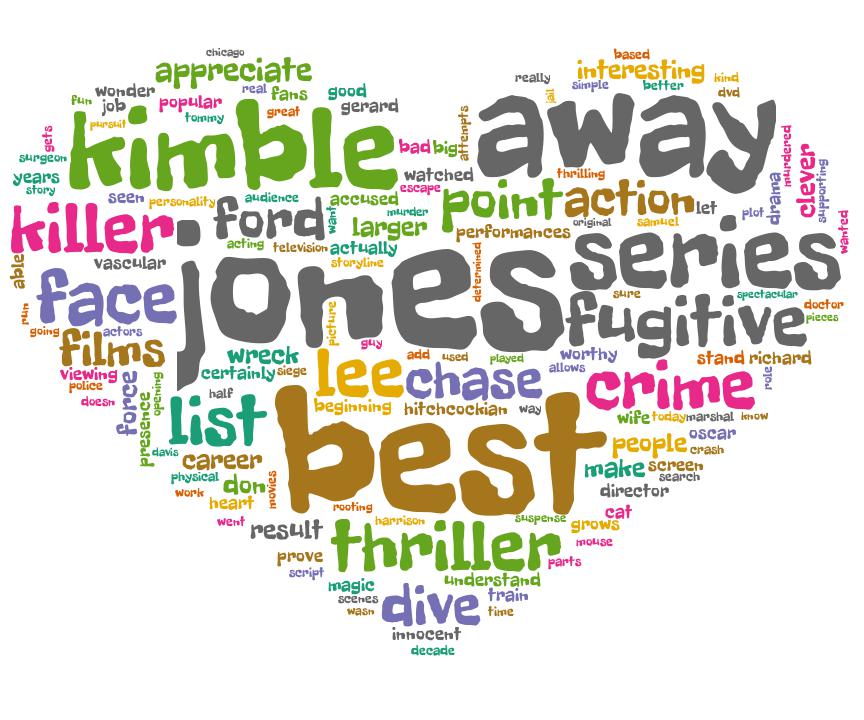 chicago
based
appreciate
interesting
really
kind
simple
better
dvd
wonder
real
fans
good
jail
fun
job
popular
great
gerard
away
tommy
pursuit
kimble
attempts
gets
bad
big
murdered
surgeon
clever
supporting
years
watched
thrilling
story
escape
drama
seen
personality
audience
accused
point
action
let
plot
wanted
killer
ford
want
murder
original
samuel
larger
performances
acting
television
actually
series
able
vascular
storyline
jones
determined
face
sure
spectacular
doctor
run
picture
fugitive
pieces
going
actors
films
guy
wreck
add
used
played
worthy
stand
richard
viewing
certainly
siege
lee
chase
allows
crime
role
police
force
opening
half
doesn
presence
list
beginning
hitchcockian
way
wife
today
marshal
know
best
oscar
people
crash
davis
career
make
screen
physical
don
movies
search
work
heart
director
rooting
went
result
harrison
suspense
grows
cat
thriller
mouse
prove
parts
script
understand
magic
scenes
dive
train
wasn
time
innocent
decade